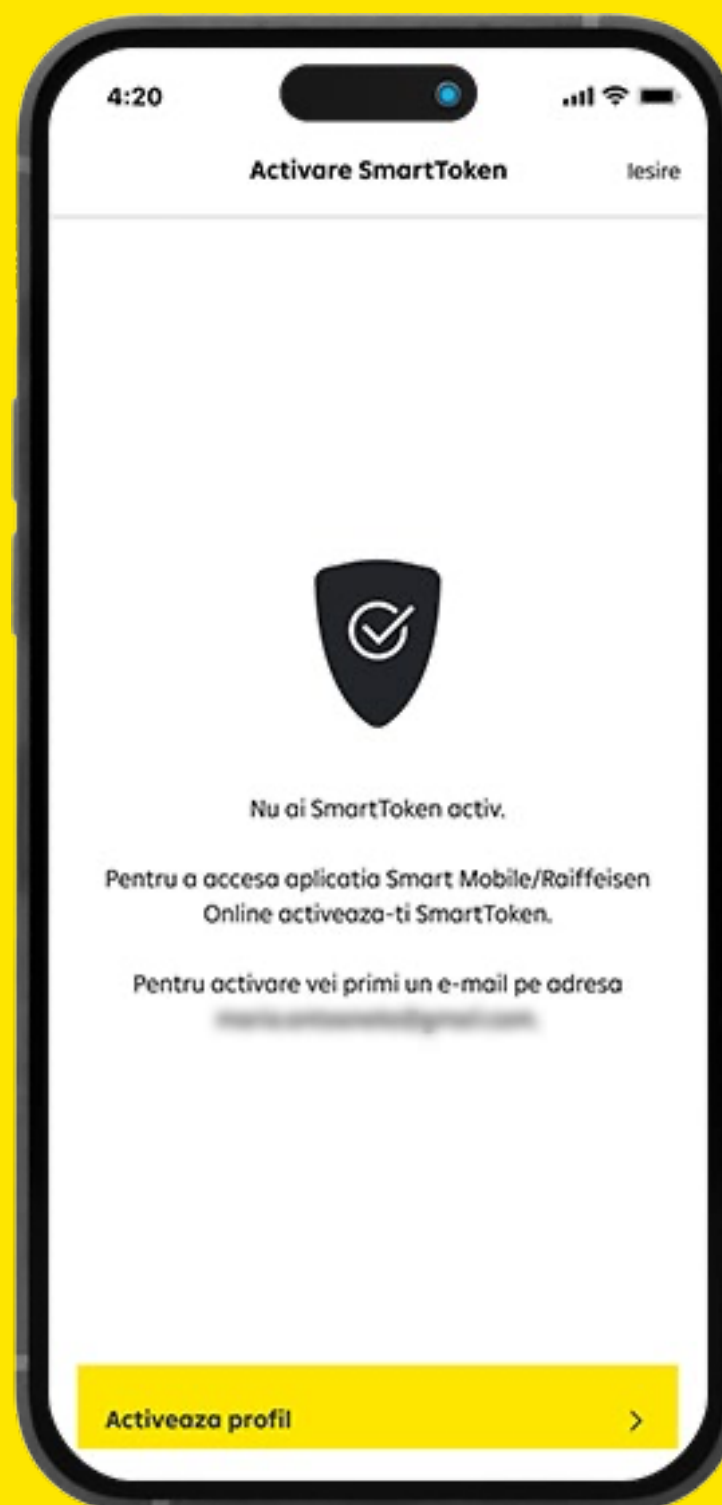 4:20
Activare SmartToken
Iesire
Nu ai SmartToken activ.
Pentru a accesa aplicatia Smart Mobile/Raiffeisen
Online activeaza-ti SmartToken.
Pentru activare vei primi un e-mail pe adresa
Activeaza profil